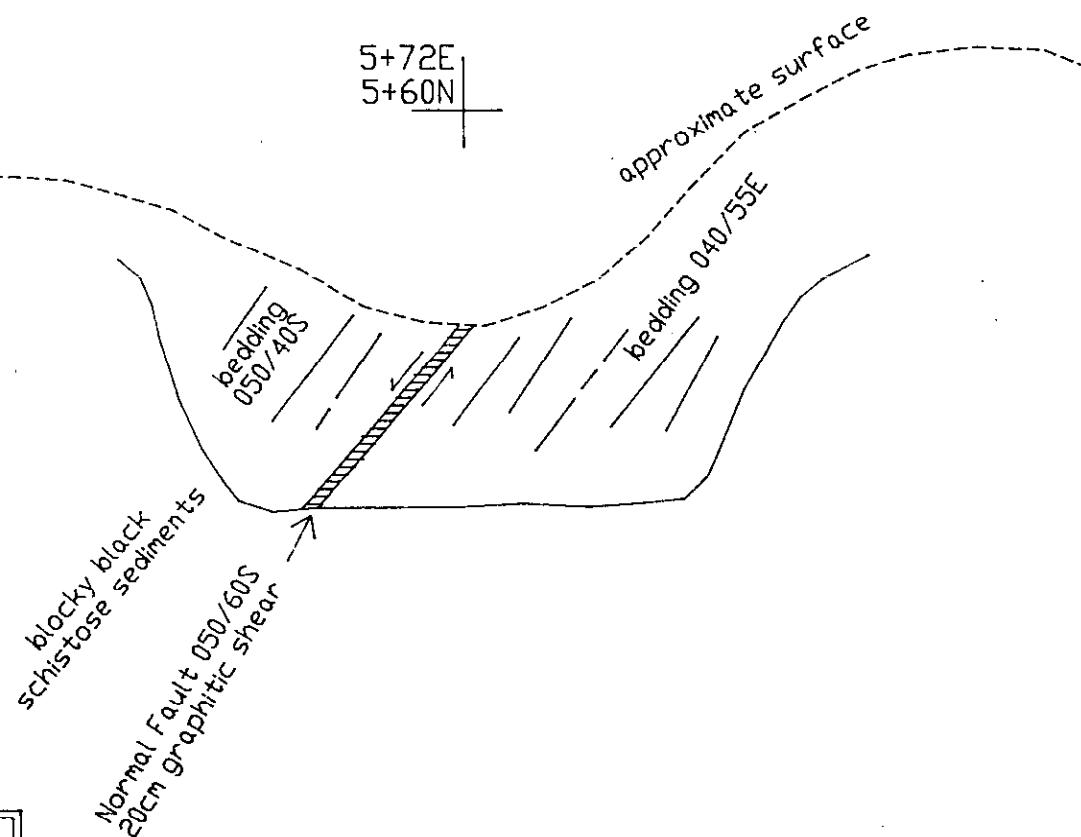 5+72E
5+60N
approximate surface
bedding 040/55E
bedding
050/40S
blocky black
schistose sediments
Normal Fault 050/60S
20cm graphitic shear